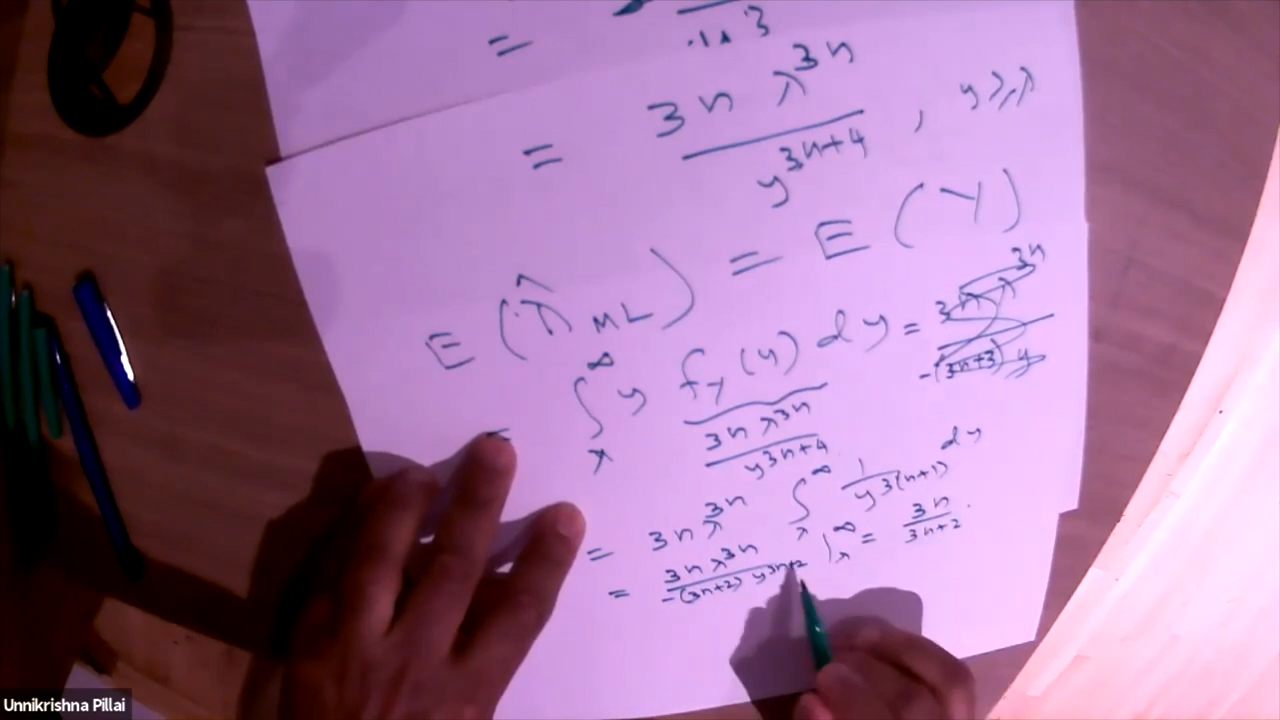 = 
= 3n λ^{3n} / y^{3n+4} , y ≥ λ
E ( λ̂_{ML} ) = E ( Y )
= ∫_λ^∞ y f_Y (y) dy =
3n λ^{3n} / y^{3n+4}
= 3n λ^{3n} ∫_λ^∞ 1 / y^{3(n+1)} dy
= 3n λ^{3n} / -(3n+2) y^{3n+2} |_λ^∞ = 3n / 3n+2 .
Unnikrishna Pillai